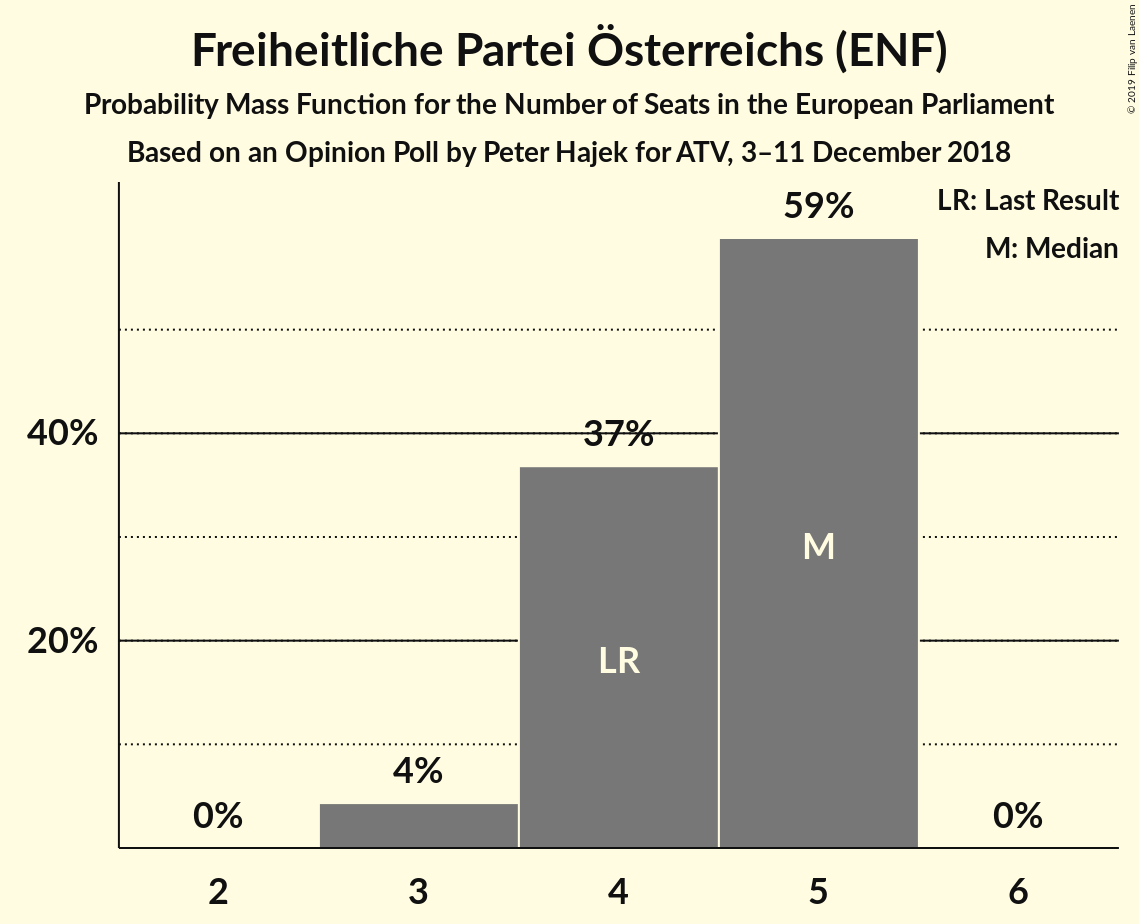 Freiheitliche Partei Österreichs (ENF)
Probability Mass Function for the Number of Seats in the European Parliament
Based on an Opinion Poll by Peter Hajek for ATV, 3–11 December 2018
© 2019 Filip van Laenen
LR: Last Result
M: Median
59%
40%
37%
M
20%
LR
4%
0%
0%
2
3
4
5
6